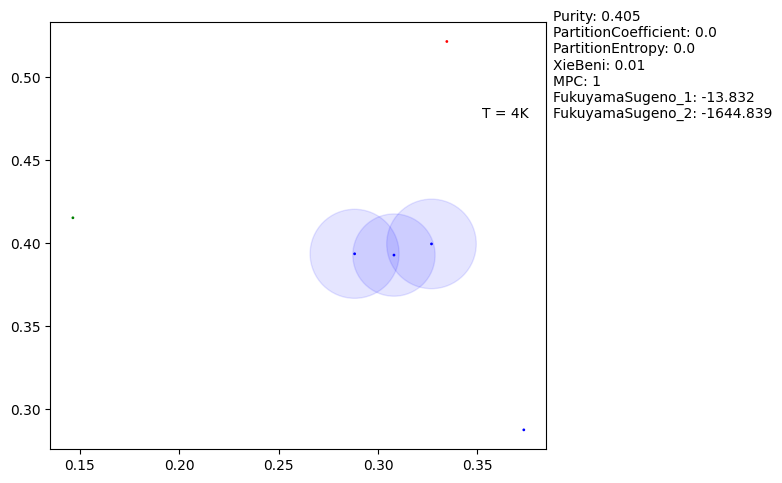 Purity: 0.405
PartitionCoefficient: 0.0
PartitionEntropy: 0.0
XieBeni: 0.01
MPC: 1
FukuyamaSugeno_1: -13.832
FukuyamaSugeno_2: -1644.839
T = 4K
0.50
0.45
0.40
0.35
0.30
0.15 0.20 0.25 0.30 0.35